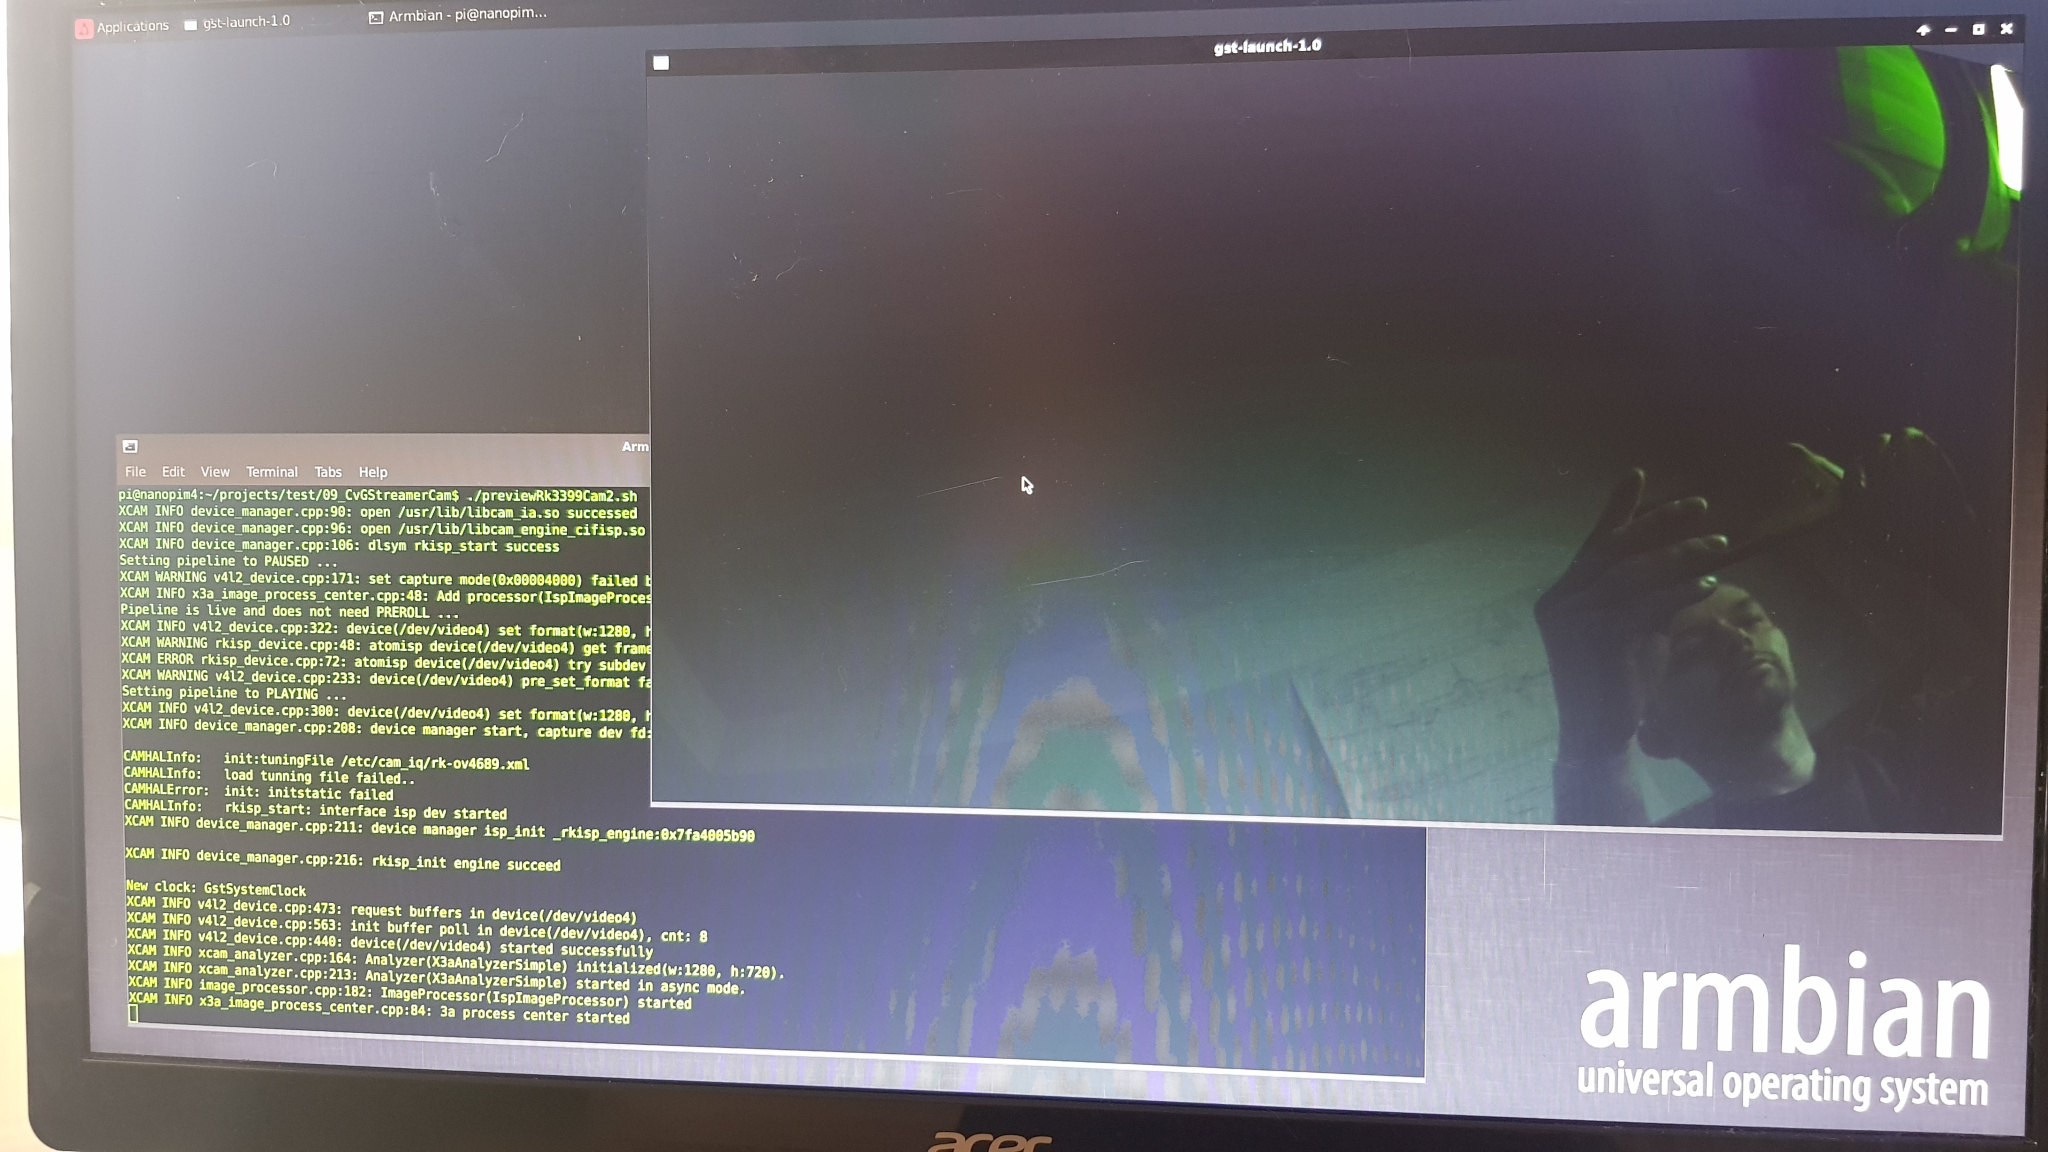 Applications gst-launch-1.0 Armbian - pi@nanopim...
gst-launch-1.0
Arm
File Edit View Terminal Tabs Help
pi@nanopim4:~/projects/test/09_CvGStreamerCam$ ./previewRk3399Cam2.sh
XCAM INFO device_manager.cpp:90: open /usr/lib/libcam_ia.so successed
XCAM INFO device_manager.cpp:96: open /usr/lib/libcam_engine_cifisp.so
XCAM INFO device_manager.cpp:106: dlsym rkisp_start success
Setting pipeline to PAUSED ...
XCAM WARNING v4l2_device.cpp:171: set capture mode(0x00004000) failed b
XCAM INFO x3a_image_process_center.cpp:48: Add processor(IspImageProces
Pipeline is live and does not need PREROLL ...
XCAM INFO v4l2_device.cpp:322: device(/dev/video4) set format(w:1280, h
XCAM WARNING rkisp_device.cpp:48: atomisp device(/dev/video4) get frame
XCAM ERROR rkisp_device.cpp:72: atomisp device(/dev/video4) try subdev
XCAM WARNING v4l2_device.cpp:233: device(/dev/video4) pre_set_format fa
Setting pipeline to PLAYING ...
XCAM INFO v4l2_device.cpp:300: device(/dev/video4) set format(w:1280, h
XCAM INFO device_manager.cpp:208: device manager start, capture dev fd:
CAMHALInfo: init:tuningFile /etc/cam_iq/rk-ov4689.xml
CAMHALInfo: load tunning file failed..
CAMHALError: init: initstatic failed
CAMHALInfo: rkisp_start: interface isp dev started
XCAM INFO device_manager.cpp:211: device manager isp_init _rkisp_engine:0x7fa4005b90
XCAM INFO device_manager.cpp:216: rkisp_init engine succeed
New clock: GstSystemClock
XCAM INFO v4l2_device.cpp:473: request buffers in device(/dev/video4)
XCAM INFO v4l2_device.cpp:563: init buffer poll in device(/dev/video4), cnt: 8
XCAM INFO v4l2_device.cpp:440: device(/dev/video4) started successfully
XCAM INFO xcam_analyzer.cpp:164: Analyzer(X3aAnalyzerSimple) initialized(w:1280, h:720).
XCAM INFO xcam_analyzer.cpp:213: Analyzer(X3aAnalyzerSimple) started in async mode.
XCAM INFO image_processor.cpp:182: ImageProcessor(IspImageProcessor) started
XCAM INFO x3a_image_process_center.cpp:84: 3a process center started
armbian
universal operating system
acer